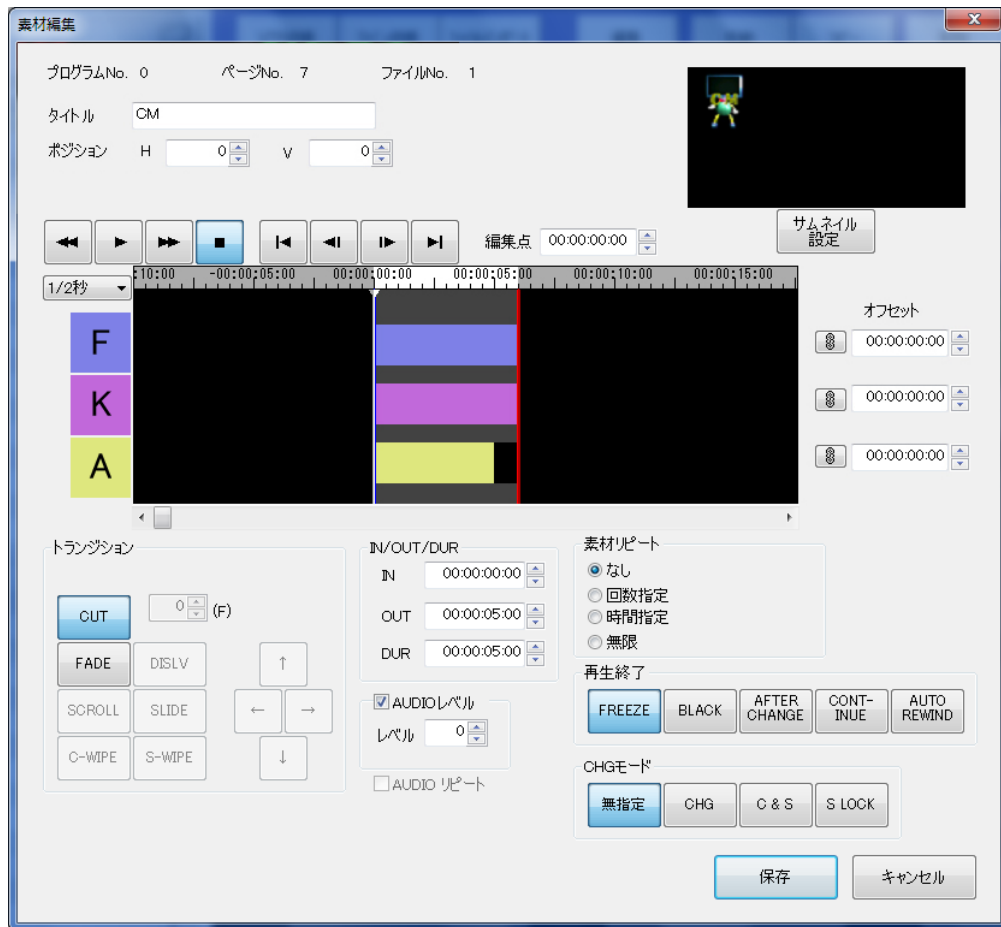 素材編集
プログラムNo. 0 ページNo. 7 ファイルNo. 1
タイトル CM
ポジション H 0 V 0
サムネイル
設定
編集点 00:00:00:00
1/2秒
:10:00 -00:00:05:00 00:00:00:00 00:00:05:00 00:00:10:00 00:00:15:00
オフセット
F 00:00:00:00
K 00:00:00:00
A 00:00:00:00
トランジション
CUT 0 (F)
FADE DISLV ↑
SCROLL SLIDE ← →
C-WIPE S-WIPE ↓
IN/OUT/DUR
IN 00:00:00:00
OUT 00:00:05:00
DUR 00:00:05:00
AUDIOレベル
レベル 0
AUDIO リピート
素材リピート
なし
回数指定
時間指定
無限
再生終了
FREEZE BLACK AFTER CHANGE CONT-INUE AUTO REWIND
CHGモード
無指定 CHG C & S S LOCK
保存 キャンセル